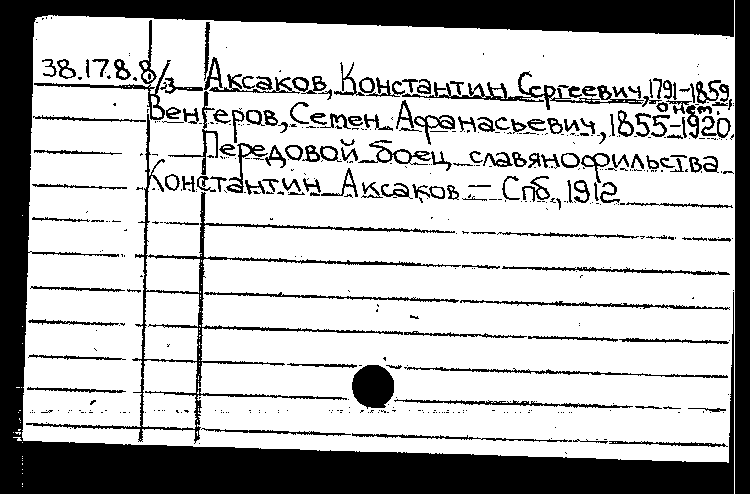 38.17.8.8/3 Аксаков, Константин Сергеевич, 1791-1859,
о нем.
Венгеров, Семен Афанасьевич, 1855-1920.
Передовой боец славянофильства
Константин Аксаков. — Спб., 1912